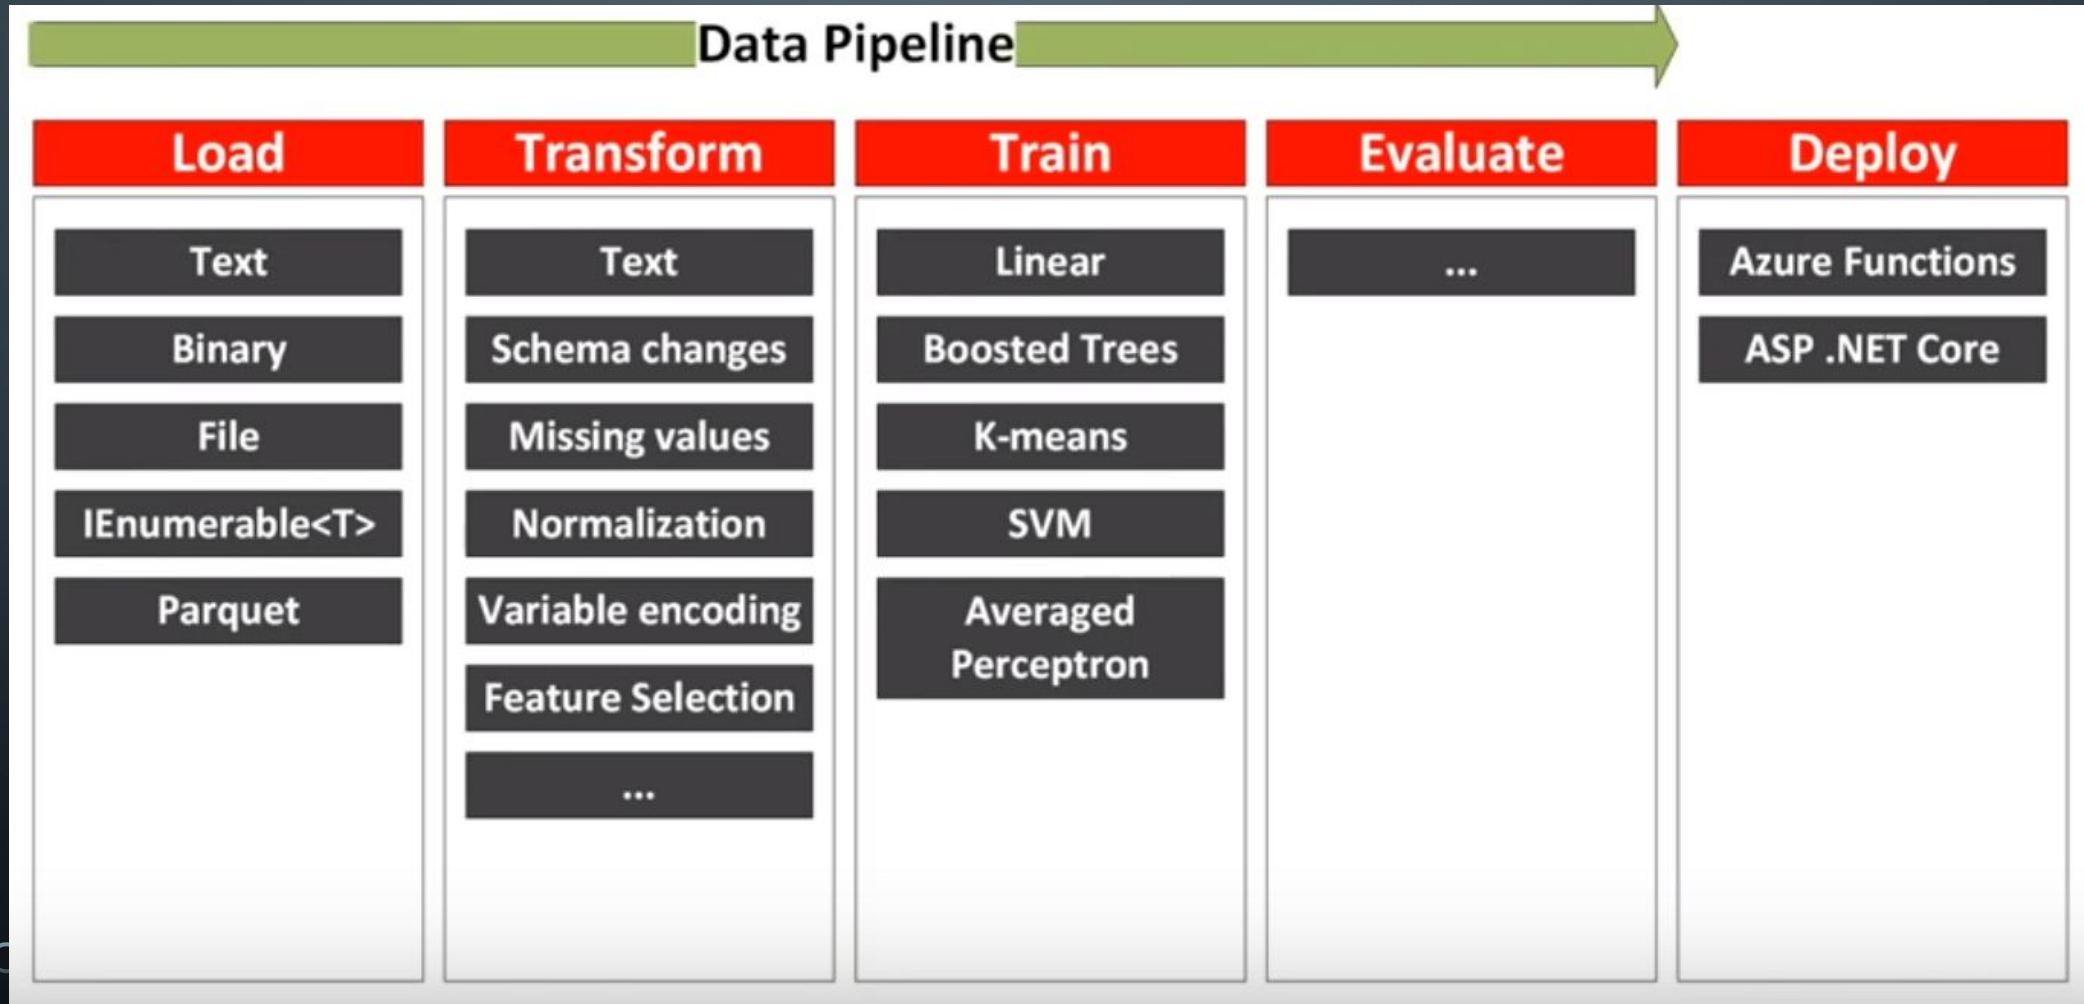 Data Pipeline
Load
Text
Binary
File
IEnumerable<T>
Parquet
Transform
Text
Schema changes
Missing values
Normalization
Variable encoding
Feature Selection
...
Train
Linear
Boosted Trees
K-means
SVM
Averaged
Perceptron
Evaluate
...
Deploy
Azure Functions
ASP .NET Core